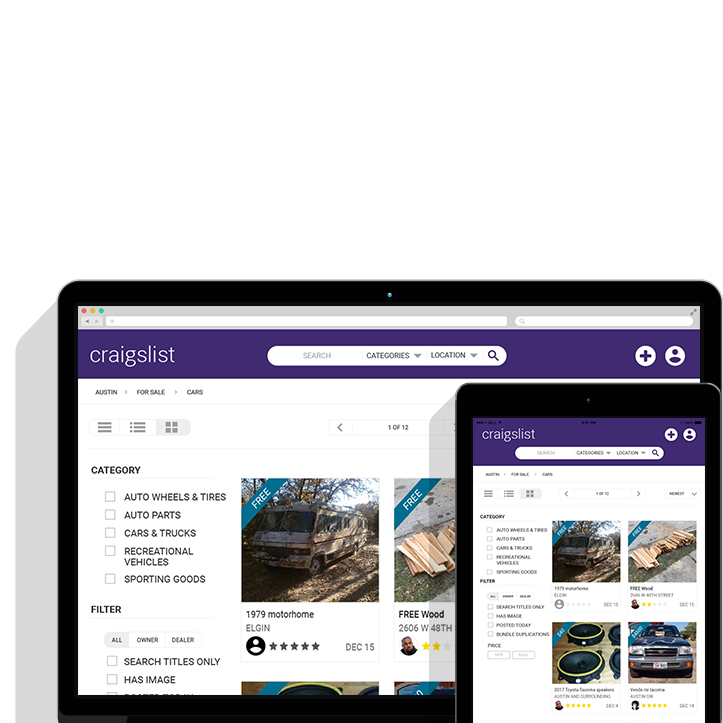 craigslist
SEARCH CATEGORIES LOCATION
AUSTIN FOR SALE CARS
1 OF 12
CATEGORY
AUTO WHEELS & TIRES
AUTO PARTS
CARS & TRUCKS
RECREATIONAL
VEHICLES
SPORTING GOODS
FILTER
ALL OWNER DEALER
SEARCH TITLES ONLY
HAS IMAGE
POSTED TODAY
FREE
1979 motorhome
ELGIN
DEC 15
FREE
FREE Wood
2606 W 48TH
craigslist
SEARCH CATEGORIES LOCATION
AUSTIN FOR SALE CARS
1 OF 12
NEWEST
CATEGORY
AUTO WHEELS & TIRES
AUTO PARTS
CARS & TRUCKS
RECREATIONAL
VEHICLES
SPORTING GOODS
FILTER
ALL OWNER DEALER
SEARCH TITLES ONLY
HAS IMAGE
POSTED TODAY
BUNDLE DUPLICATIONS
PRICE
MIN MAX
FREE
1979 motorhome
ELGIN
DEC 15
FREE
FREE Wood
2606 W 48TH STREET
DEC 15
2017 Toyota Tacoma speakers
AUSTIN AND SURROUNDING
DEC 4
Vendo mi tacoma
AUSTIN SW
DEC 14